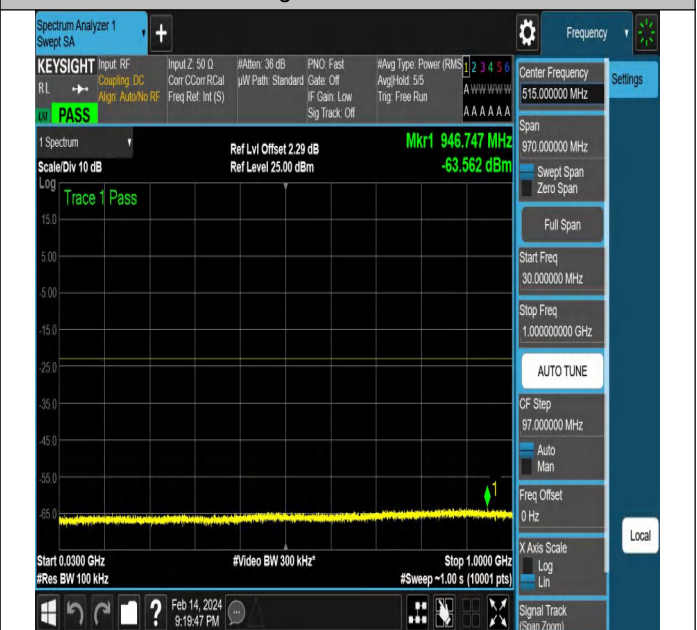 Spectrum Analyzer 1
Swept SA
Frequency
KEYSIGHT
RL
Align: Auto/No RF
Input: RF
Coupling: DC
Input Z: 50 Ω
Corr CCorr RCal
Freq Ref: Int (S)
#Atten: 36 dB
µW Path: Standard
PNO: Fast
Gate: Off
IF Gain: Low
Sig Track: Off
#Avg Type: Power (RMS
Avg|Hold: 5/5
Trig: Free Run
1 2 3 4 5 6
A W W W W W
A A A A A A
PASS
1 Spectrum
Scale/Div 10 dB
Ref Lvl Offset 2.29 dB
Ref Level 25.00 dBm
Mkr1 946.747 MHz
-63.562 dBm
Log
Trace 1 Pass
15.0
5.00
-5.00
-15.0
-25.0
-35.0
-45.0
-55.0
-65.0
1
Start 0.0300 GHz
#Res BW 100 kHz
#Video BW 300 kHz*
Stop 1.0000 GHz
#Sweep ~1.00 s (10001 pts)
Feb 14, 2024
9:19:47 PM
Center Frequency
515.000000 MHz
Settings
Span
970.000000 MHz
Swept Span
Zero Span
Full Span
Start Freq
30.000000 MHz
Stop Freq
1.000000000 GHz
AUTO TUNE
CF Step
97.000000 MHz
Auto
Man
Freq Offset
0 Hz
Local
X Axis Scale
Log
Lin
Signal Track
(Span Zoom)